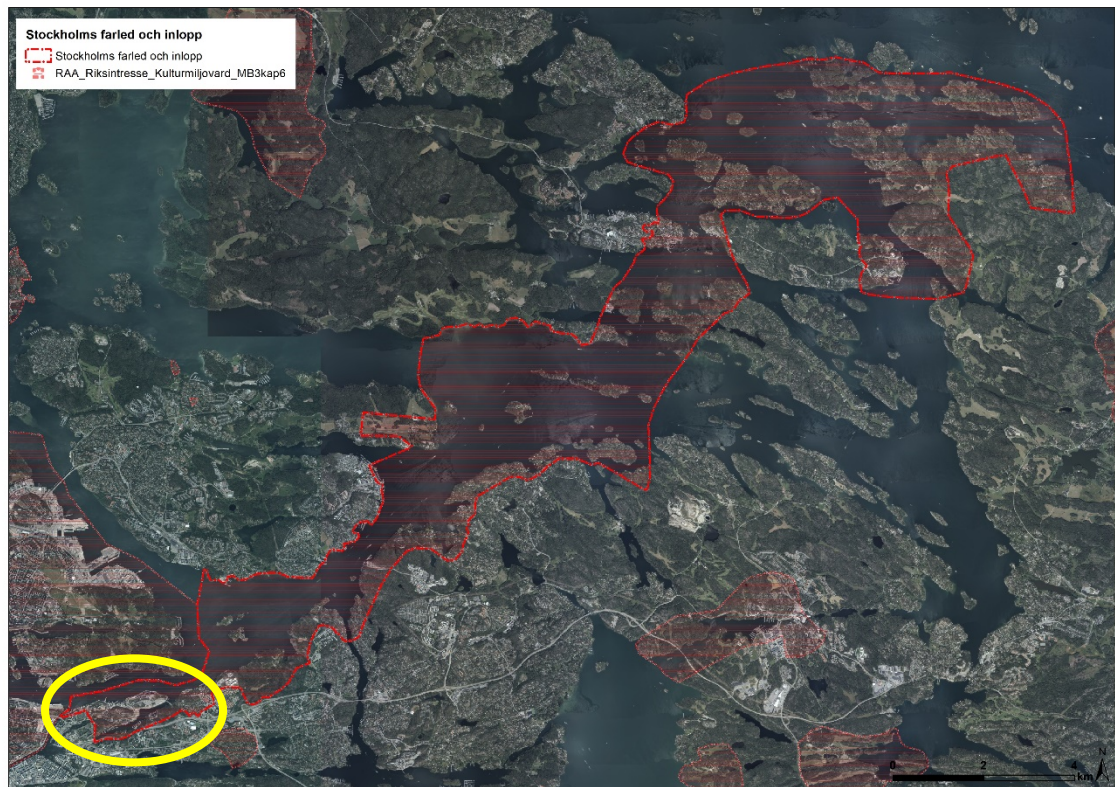 Stockholms farled och inlopp
Stockholms farled och inlopp
RAA_Riksintresse_Kulturmiljovard_MB3kap6
N
0 2 4
km